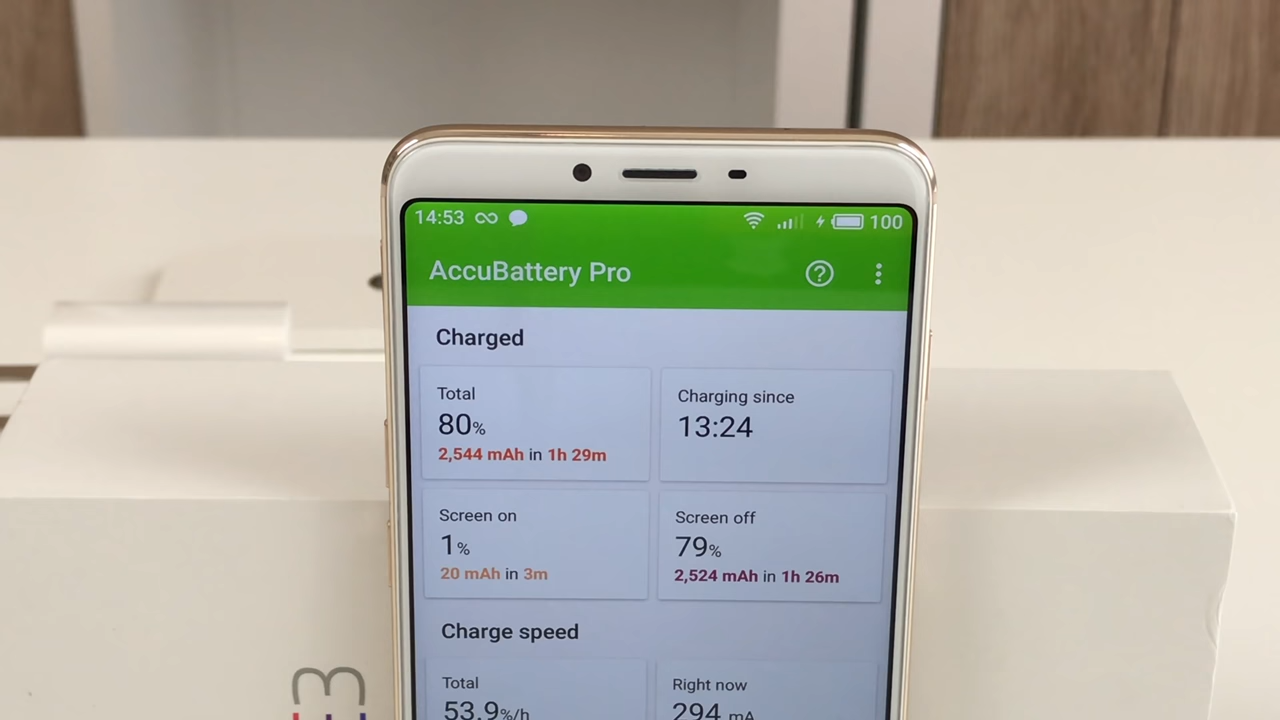 14:53 100
AccuBattery Pro
Charged
Total
80%
2,544 mAh in 1h 29m
Charging since
13:24
Screen on
1%
20 mAh in 3m
Screen off
79%
2,524 mAh in 1h 26m
Charge speed
Total
53.9%/h
Right now
294 mA